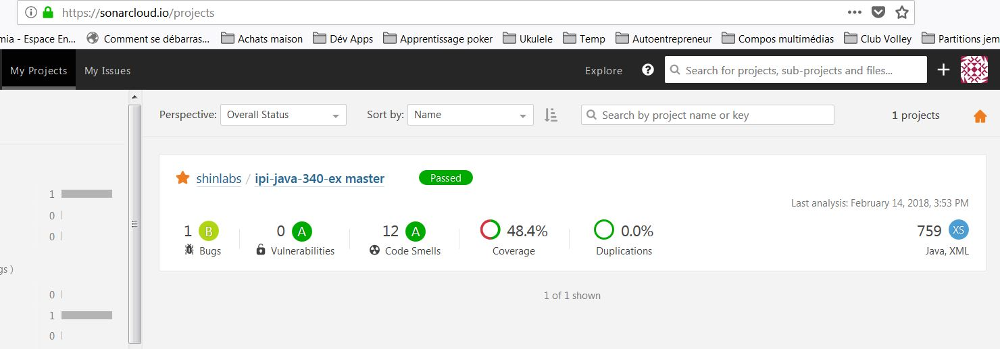 https://sonarcloud.io/projects
mia - Espace En... Comment se débarras... Achats maison Dév Apps Apprentissage poker Ukulele Temp Autoentrepreneur Compos multimédias Club Volley Partitions jem
My Projects My Issues Explore ? Search for projects, sub-projects and files... +
Perspective: Overall Status Sort by: Name Search by project name or key 1 projects
shinlabs / ipi-java-340-ex master Passed
Last analysis: February 14, 2018, 3:53 PM
1 B 0 A 12 A 48.4% 0.0% 759 XS
Bugs Vulnerabilities Code Smells Coverage Duplications Java, XML
1 of 1 shown
1
0
0
gs )
0
1
0